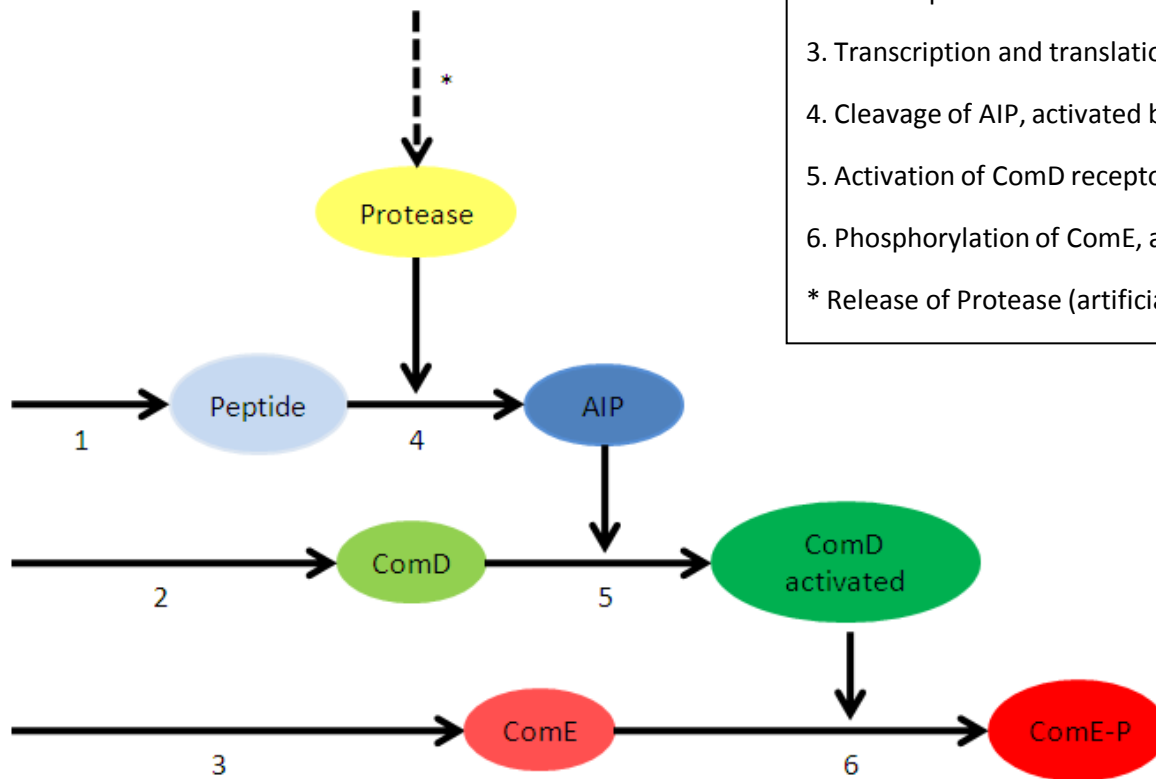 3. Transcription and translatio
4. Cleavage of AIP, activated b
5. Activation of ComD recepto
6. Phosphorylation of ComE, a
* Release of Protease (artificia
*
Protease
Peptide
AIP
1
4
ComD
ComD
activated
2
5
ComE
ComE-P
3
6